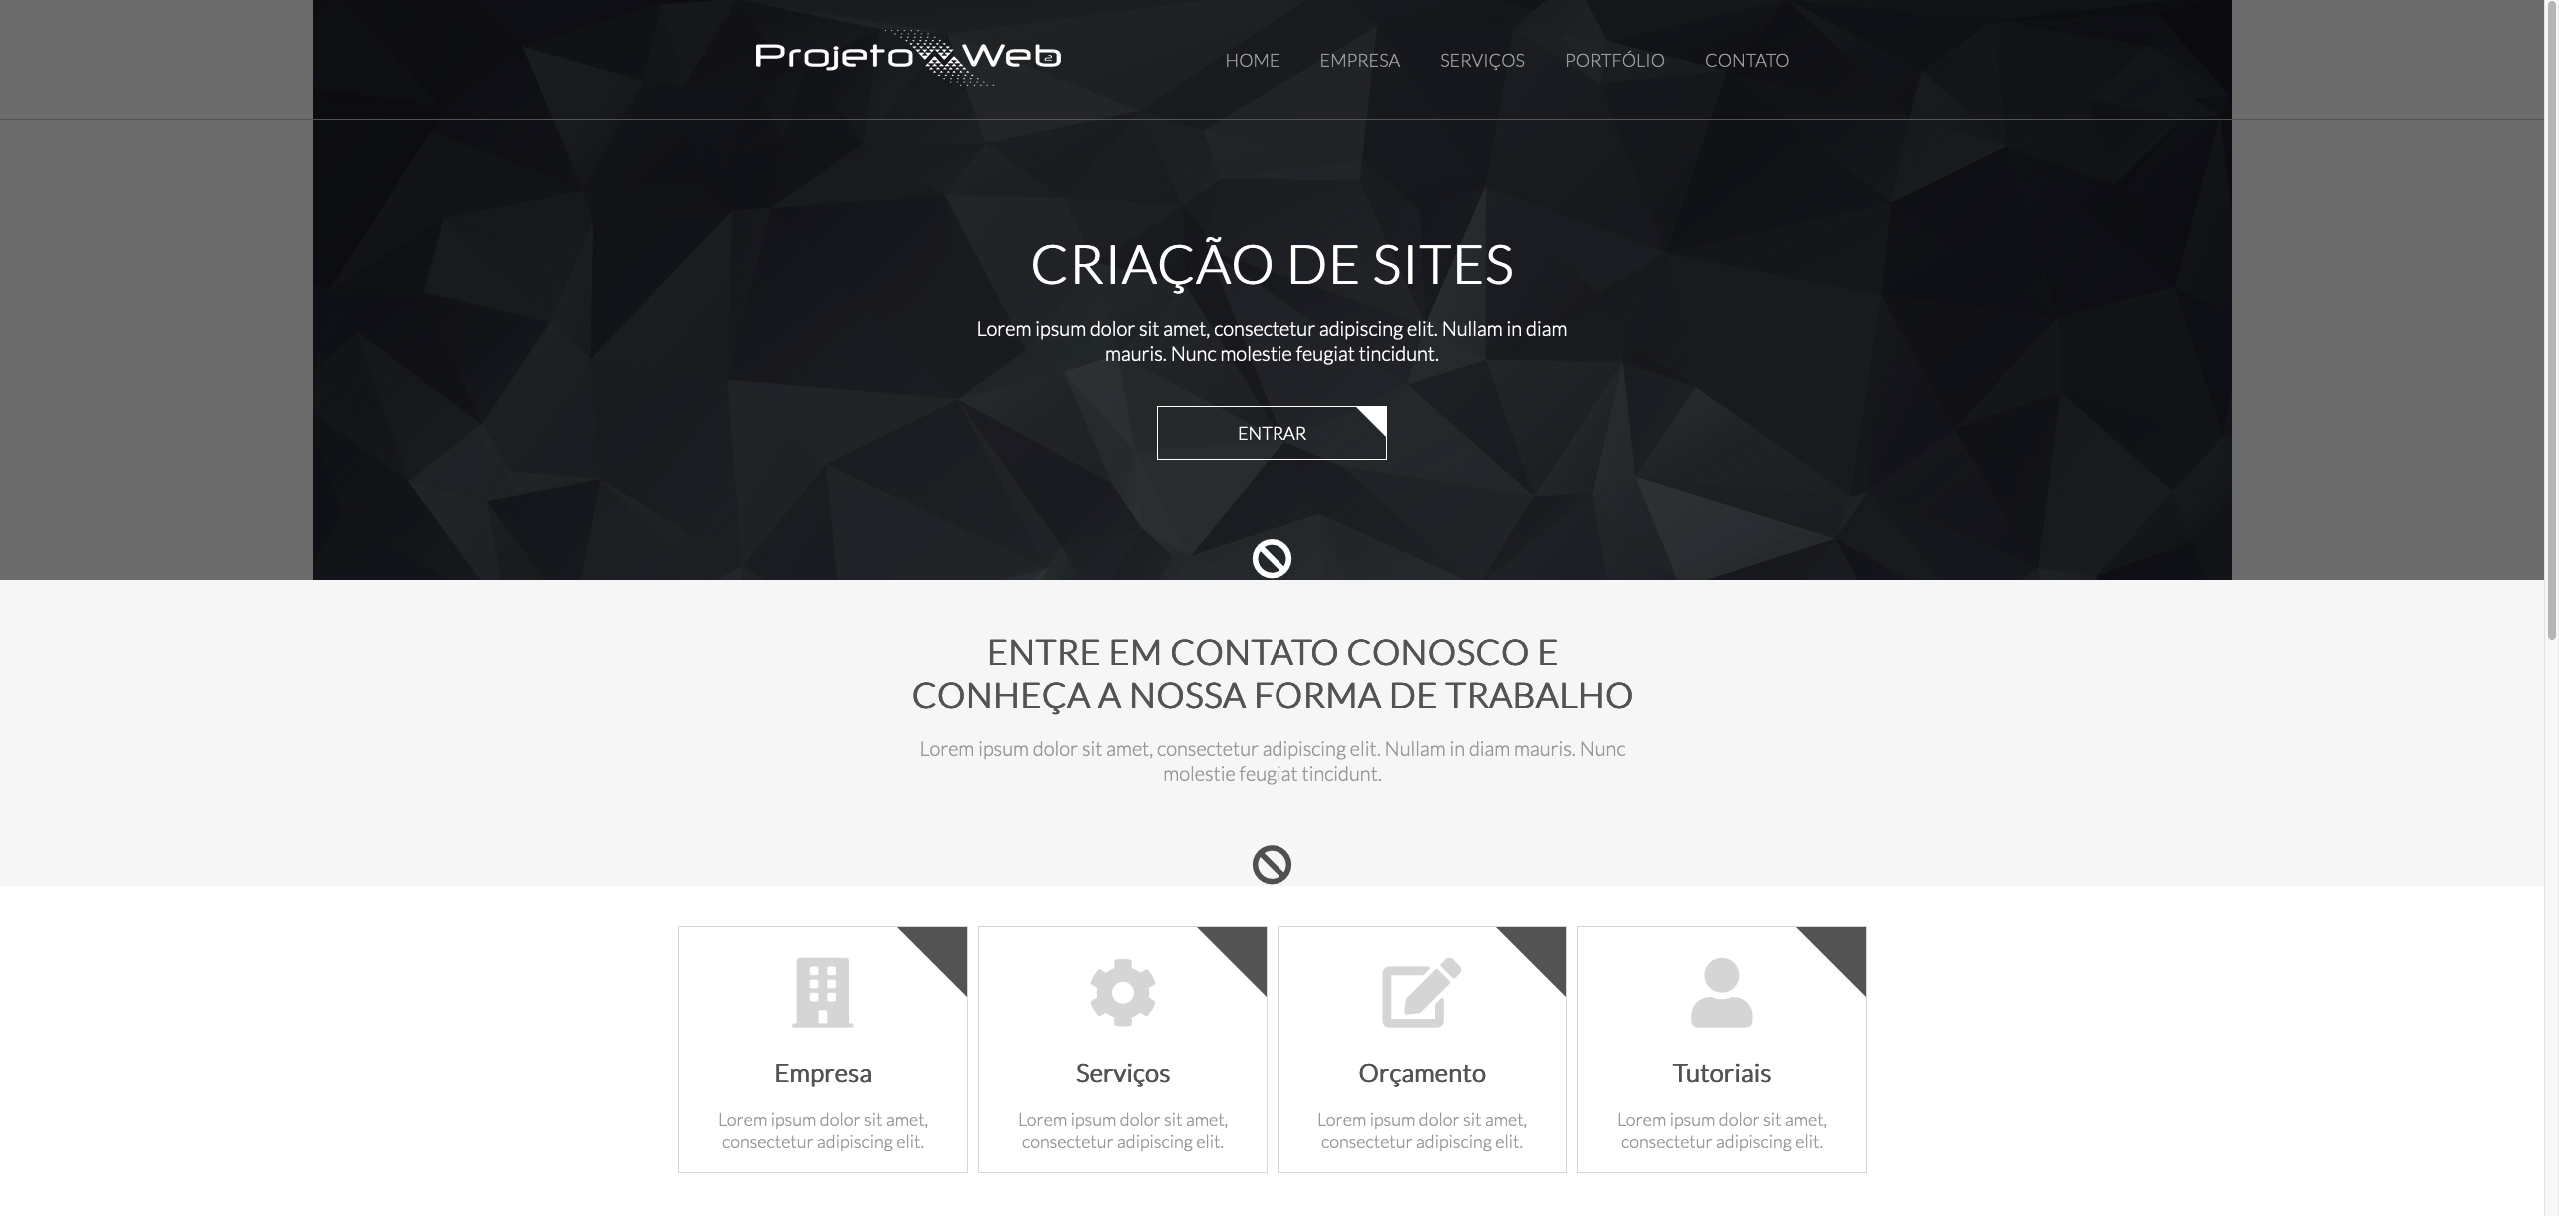 Projeto Web 2
HOME EMPRESA SERVIÇOS PORTFÓLIO CONTATO
CRIAÇÃO DE SITES
Lorem ipsum dolor sit amet, consectetur adipiscing elit. Nullam in diam
mauris. Nunc molestie feugiat tincidunt.
ENTRAR
ENTRE EM CONTATO CONOSCO E
CONHEÇA A NOSSA FORMA DE TRABALHO
Lorem ipsum dolor sit amet, consectetur adipiscing elit. Nullam in diam mauris. Nunc
molestie feugiat tincidunt.
Empresa
Lorem ipsum dolor sit amet,
consectetur adipiscing elit.
Serviços
Lorem ipsum dolor sit amet,
consectetur adipiscing elit.
Orçamento
Lorem ipsum dolor sit amet,
consectetur adipiscing elit.
Tutoriais
Lorem ipsum dolor sit amet,
consectetur adipiscing elit.